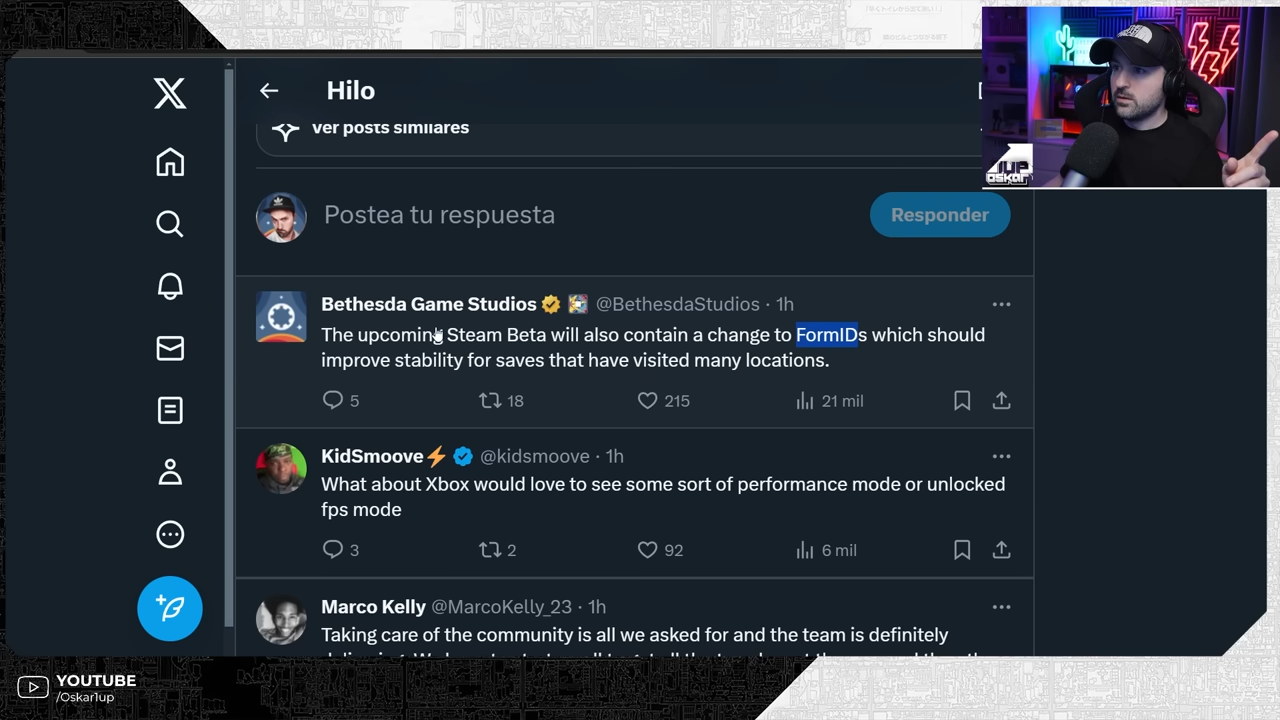 Hilo
Ver posts similares
Postea tu respuesta
Responder
Bethesda Game Studios @BethesdaStudios · 1h
The upcoming Steam Beta will also contain a change to FormIDs which should
improve stability for saves that have visited many locations.
5 18 215 21 mil
KidSmoove⚡ @kidsmoove · 1h
What about Xbox would love to see some sort of performance mode or unlocked
fps mode
3 2 92 6 mil
Marco Kelly @MarcoKelly_23 · 1h
Taking care of the community is all we asked for and the team is definitely
1UP
oskar
YOUTUBE
/Oskar1up